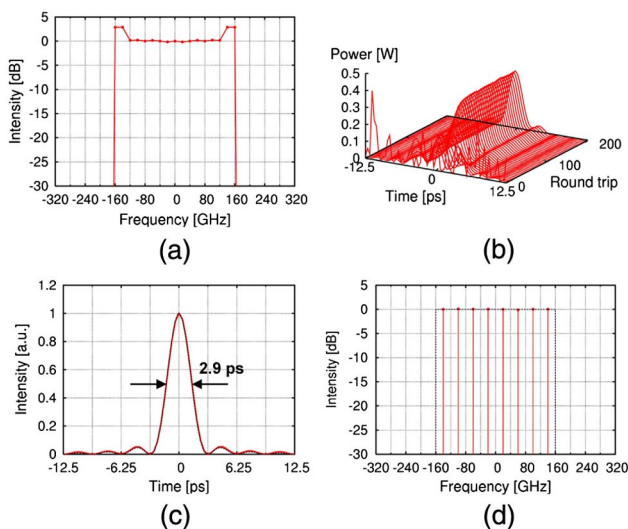 5
0
-5
-10
-15
-20
-25
-30
Intensity [dB]
-320 -240 -160 -80 0 80 160 240 320
Frequency [GHz]
(a)
Power [W]
0.5
0.4
0.3
0.2
0.1
0
-12.5 0 12.5
Time [ps]
0 100 200
Round trip
(b)
1.2
1
0.8
0.6
0.4
0.2
0
Intensity [a.u.]
2.9 ps
-12.5 -6.25 0 6.25 12.5
Time [ps]
(c)
5
0
-5
-10
-15
-20
-25
-30
Intensity [dB]
-320 -240 -160 -80 0 80 160 240 320
Frequency [GHz]
(d)